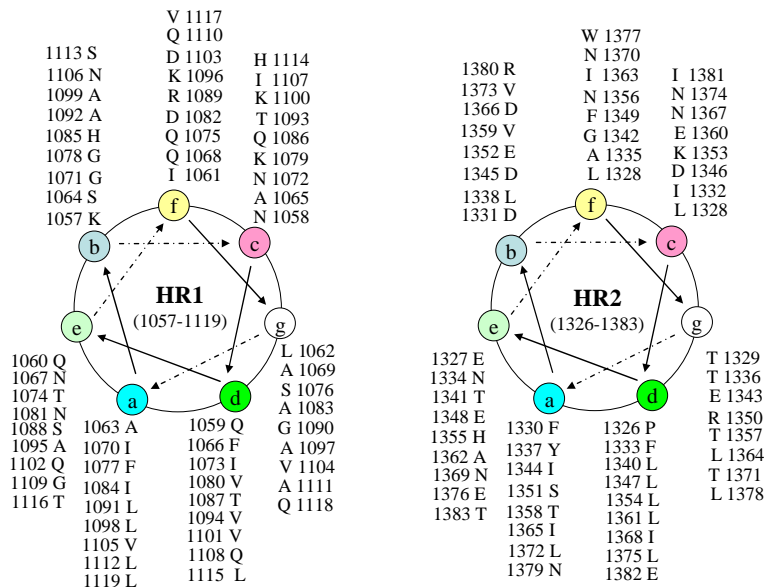 V 1117
Q 1110
D 1103
K 1096
R 1089
D 1082
Q 1075
Q 1068
I 1061
1113 S
1106 N
1099 A
1092 A
1085 H
1078 G
1071 G
1064 S
1057 K
H 1114
I 1107
K 1100
T 1093
Q 1086
K 1079
N 1072
A 1065
N 1058
f
b
c
HR1
(1057-1119)
e
g
a
d
1060 Q
1067 N
1074 T
1081 N
1088 S
1095 A
1102 Q
1109 G
1116 T
1063 A
1070 I
1077 F
1084 I
1091 L
1098 L
1105 V
1112 L
1119 L
1059 Q
1066 F
1073 I
1080 V
1087 T
1094 V
1101 V
1108 Q
1115 L
L 1062
A 1069
S 1076
A 1083
G 1090
A 1097
V 1104
A 1111
Q 1118
W 1377
N 1370
I 1363
N 1356
F 1349
G 1342
A 1335
L 1328
1380 R
1373 V
1366 D
1359 V
1352 E
1345 D
1338 L
1331 D
I 1381
N 1374
N 1367
E 1360
K 1353
D 1346
I 1332
L 1328
f
b
c
HR2
(1326-1383)
e
g
a
d
1327 E
1334 N
1341 T
1348 E
1355 H
1362 A
1369 N
1376 E
1383 T
1330 F
1337 Y
1344 I
1351 S
1358 T
1365 I
1372 L
1379 N
1326 P
1333 F
1340 L
1347 L
1354 L
1361 L
1368 I
1375 L
1382 E
T 1329
T 1336
E 1343
R 1350
T 1357
L 1364
T 1371
L 1378